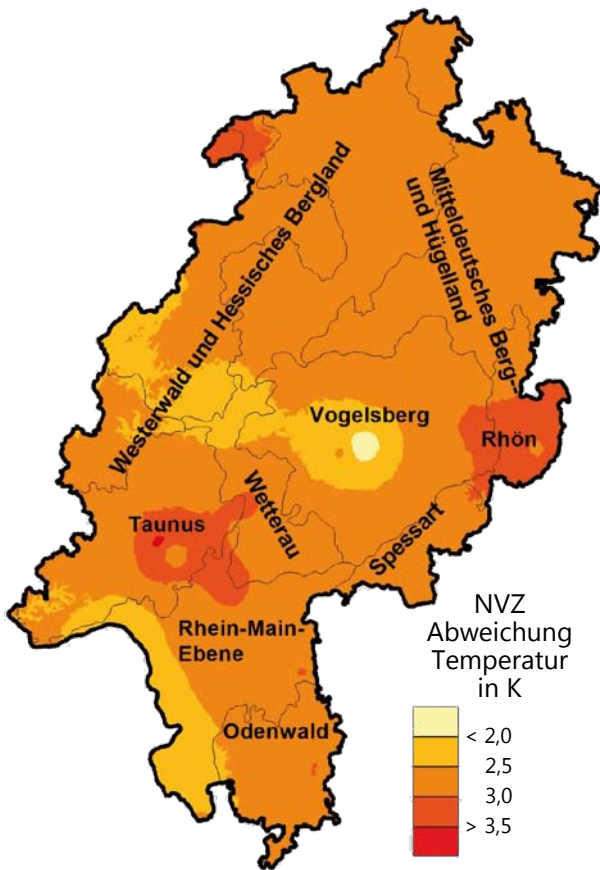 Westerwald und Hessisches Bergland
Mitteldeutsches Berg--
und Hügelland
Vogelsberg
Rhön
Taunus
Wetterau
Spessart
Rhein-Main-
Ebene
Odenwald
NVZ
Abweichung
Temperatur
in K
< 2,0
2,5
3,0
> 3,5